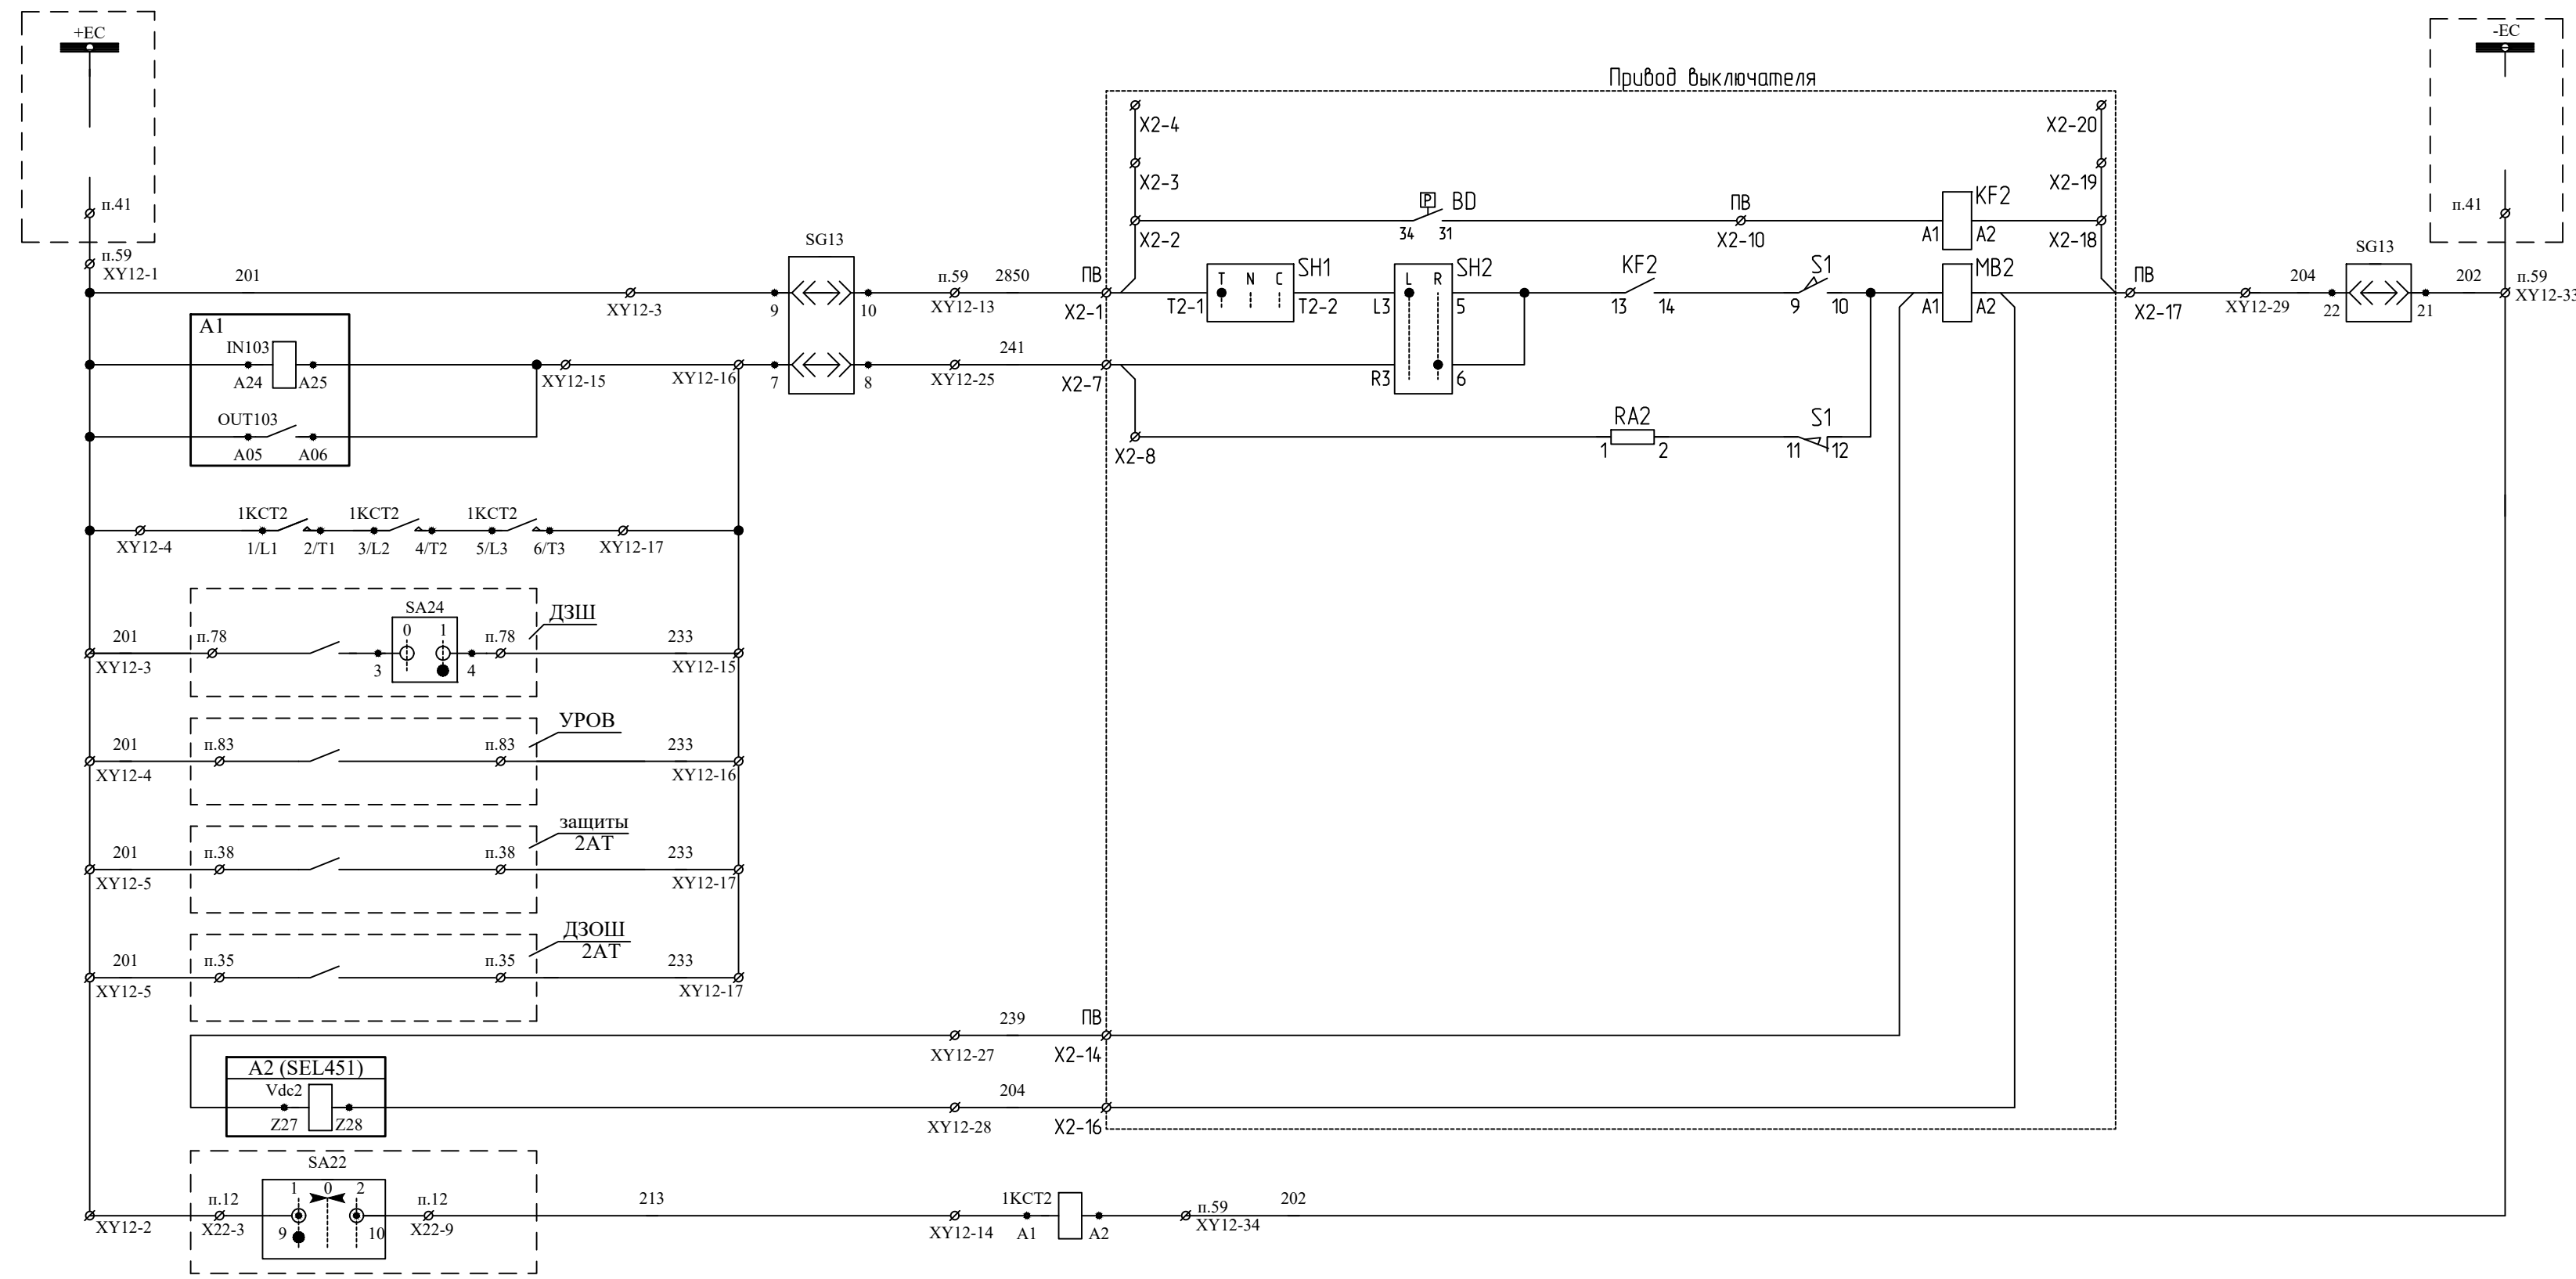 +EC
-EC
Привод выключателя
п.41
п.41
п.59
XY12-1
201
XY12-3
SG13
9
10
7
8
п.59
XY12-13
2850
ПВ
X2-1
X2-4
X2-3
X2-2
P
BD
34
31
ПВ
X2-10
KF2
A1
A2
X2-20
X2-19
X2-18
T N C
SH1
T2-1
T2-2
L R
SH2
L3
5
R3
6
KF2
13
14
S1
9
10
MB2
A1
A2
ПВ
X2-17
XY12-29
204
SG13
22
21
202
п.59
XY12-33
A1
IN103
A24
A25
OUT103
A05
A06
XY12-15
XY12-16
XY12-25
241
X2-7
X2-8
RA2
1
2
S1
11
12
XY12-4
1KCT2
1/L1
2/T1
1KCT2
3/L2
4/T2
1KCT2
5/L3
6/T3
XY12-17
201
XY12-3
п.78
SA24
0 1
3
4
п.78
ДЗШ
233
XY12-15
201
XY12-4
п.83
п.83
УРОВ
233
XY12-16
201
XY12-5
п.38
п.38
защиты
2АТ
233
XY12-17
201
XY12-5
п.35
п.35
ДЗОШ
2АТ
233
XY12-17
239
XY12-27
ПВ
X2-14
A2 (SEL451)
Vdc2
Z27
Z28
204
XY12-28
X2-16
XY12-2
п.12
X22-3
SA22
1 0 2
9
10
п.12
X22-9
213
XY12-14
1KCT2
A1
A2
п.59
XY12-34
202